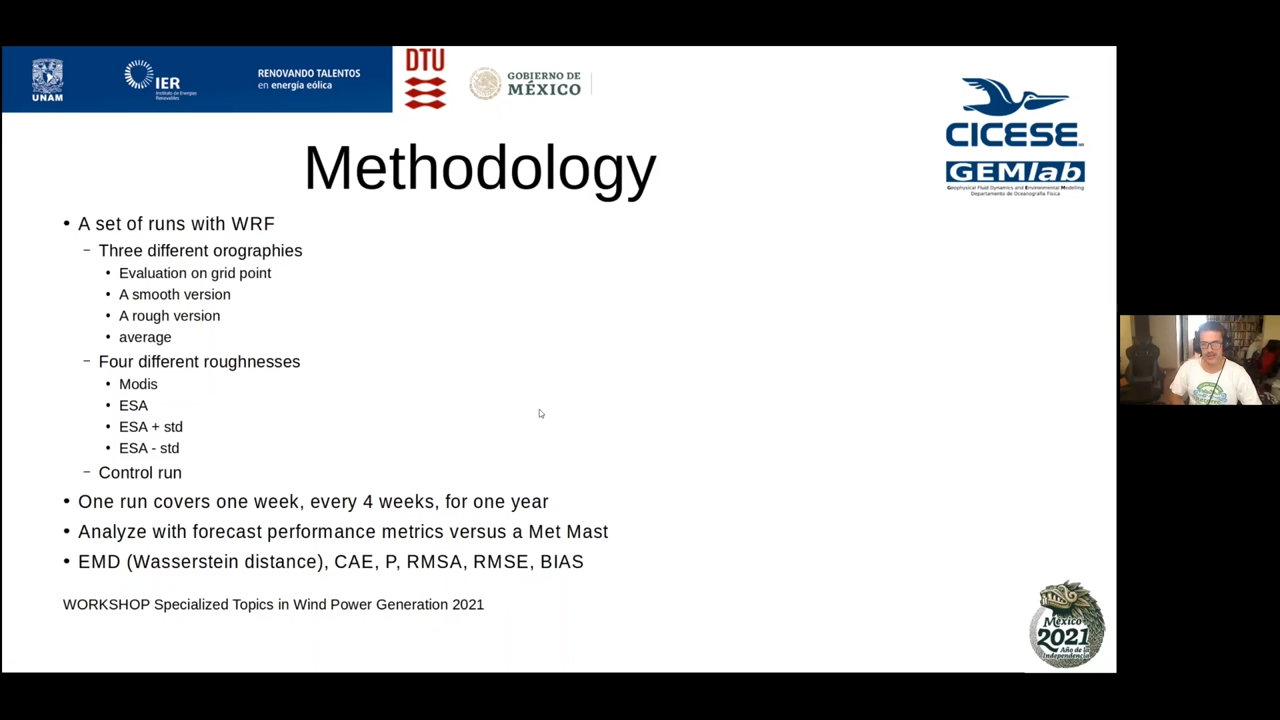 UNAM
IER
Instituto de Energías
Renovables
RENOVANDO TALENTOS
en energía eólica
DTU
GOBIERNO DE
MÉXICO
CICESE
GEMlab
Geophysical Fluid Dynamics and Environmental Modelling
Departamento de Oceanografía Física
Methodology
• A set of runs with WRF
– Three different orographies
• Evaluation on grid point
• A smooth version
• A rough version
• average
– Four different roughnesses
• Modis
• ESA
• ESA + std
• ESA - std
– Control run
• One run covers one week, every 4 weeks, for one year
• Analyze with forecast performance metrics versus a Met Mast
• EMD (Wasserstein distance), CAE, P, RMSA, RMSE, BIAS
WORKSHOP Specialized Topics in Wind Power Generation 2021
México
2021
Año de la
Independencia